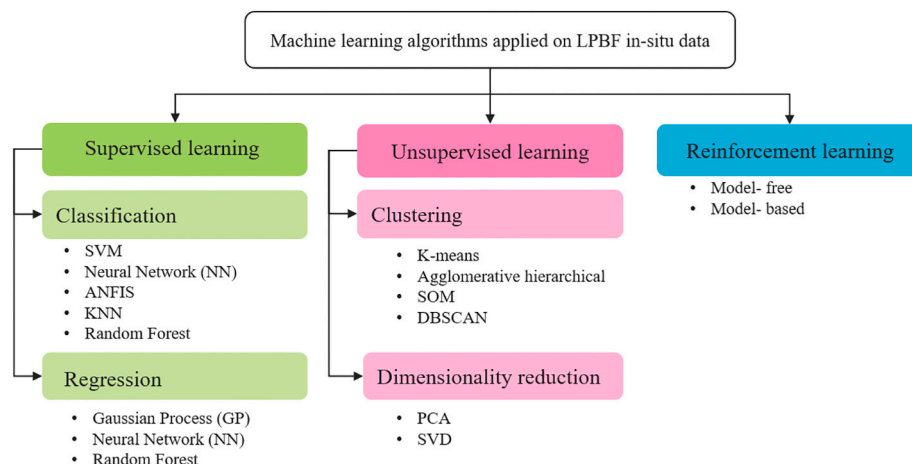 Machine learning algorithms applied on LPBF in-situ data
Supervised learning
Classification
• SVM
• Neural Network (NN)
• ANFIS
• KNN
• Random Forest
Regression
• Gaussian Process (GP)
• Neural Network (NN)
• Random Forest
Unsupervised learning
Clustering
• K-means
• Agglomerative hierarchical
• SOM
• DBSCAN
Dimensionality reduction
• PCA
• SVD
Reinforcement learning
• Model- free
• Model- based